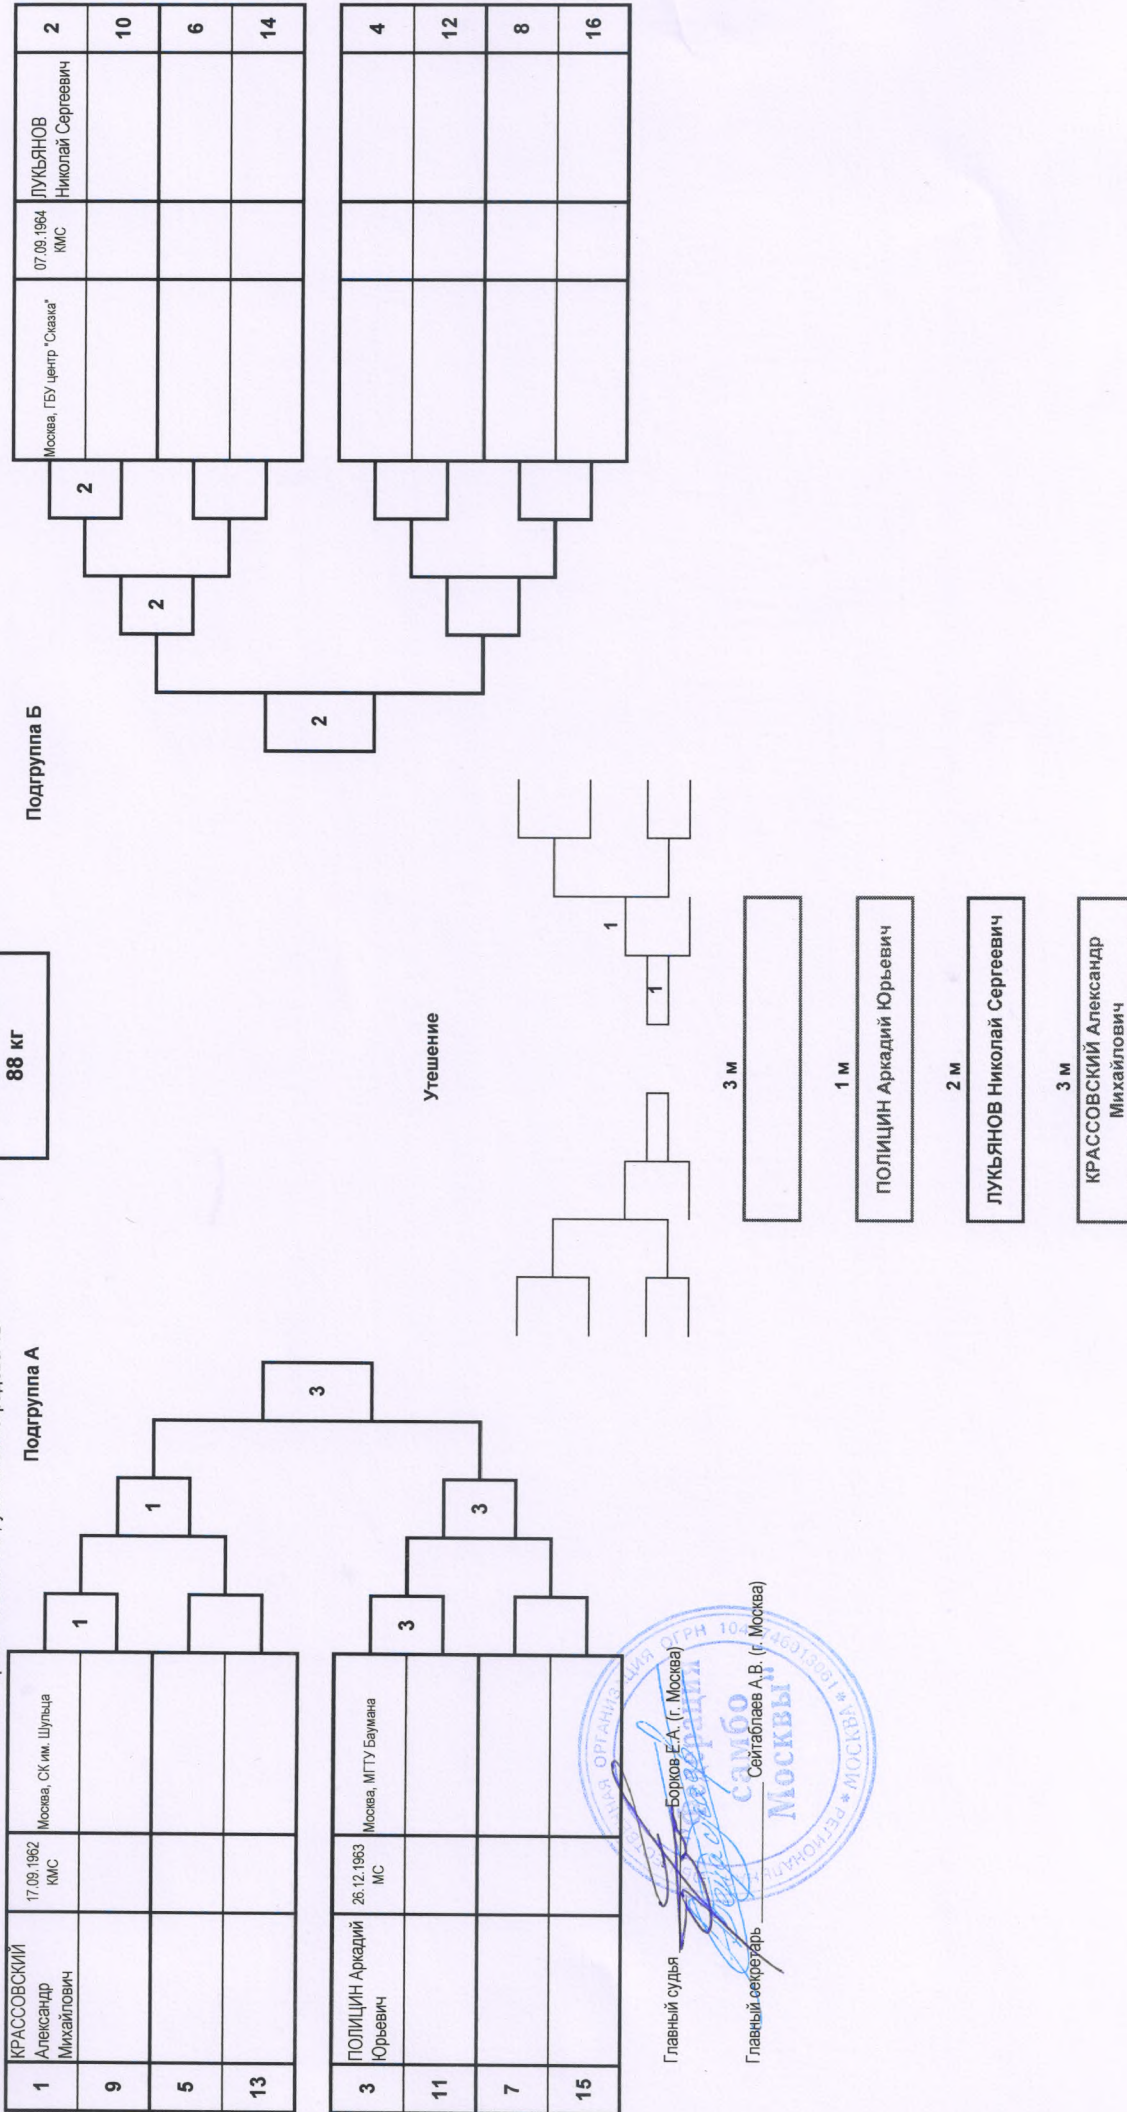 88 кг
Подгруппа А
Подгруппа Б
1
КРАССОВСКИЙ
Александр
Михайлович
17.09.1962
КМС
Москва, СК им. Шульца
9
5
13
1
1
3
ПОЛИЦИН Аркадий
Юрьевич
26.12.1963
МС
Москва, МГТУ Баумана
11
7
15
3
3
3
Москва, ГБУ центр "Сказка"
07.09.1964
КМС
ЛУКЬЯНОВ
Николай Сергеевич
2
10
6
14
2
2
2
4
12
8
16
Утешение
1
1
3 м
1 м
ПОЛИЦИН Аркадий Юрьевич
2 м
ЛУКЬЯНОВ Николай Сергеевич
3 м
КРАССОВСКИЙ Александр
Михайлович
Главный судья
Борков Е.А. (г. Москва)
Главный секретарь
Сейтаблаев А.В. (г. Москва)
самбо
Москвы"
ОГРН
* МОСКВА *